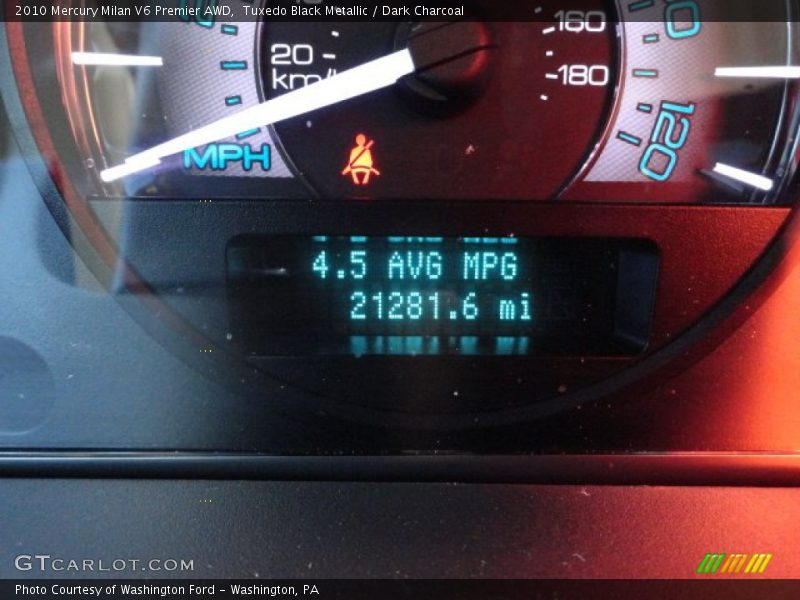 2010 Mercury Milan V6 Premier AWD,  Tuxedo Black Metallic / Dark Charcoal
20
km/
160
180
120
MPH
4.5 AVG MPG
21281.6 mi
GTCARLOT.COM
Photo Courtesy of Washington Ford - Washington, PA